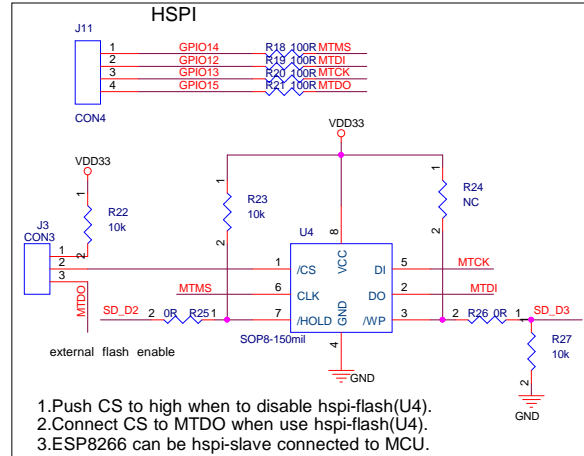 HSPI
J11
1 GPIO14 R18 100R MTMS
2 GPIO12 R19 100R MTDI
3 GPIO13 R20 100R MTCK
4 GPIO15 R21 100R MTDO
CON4
VDD33
VDD33
J3
CON3
R22
10k
1
2
R23
10k
1
2
R24
NC
1
2
U4
8
VCC
1
2
3
1 /CS
DI 5 MTCK
MTMS 6 CLK
DO 2 MTDI
SD_D2 2 0R R25 1 7 /HOLD
GND
/WP 3 2 R26 0R 1 SD_D3
MTDO
SOP8-150mil
4
GND
R27
10k
2
GND
external flash enable
1.Push CS to high when to disable hspi-flash(U4).
2.Connect CS to MTDO when use hspi-flash(U4).
3.ESP8266 can be hspi-slave connected to MCU.